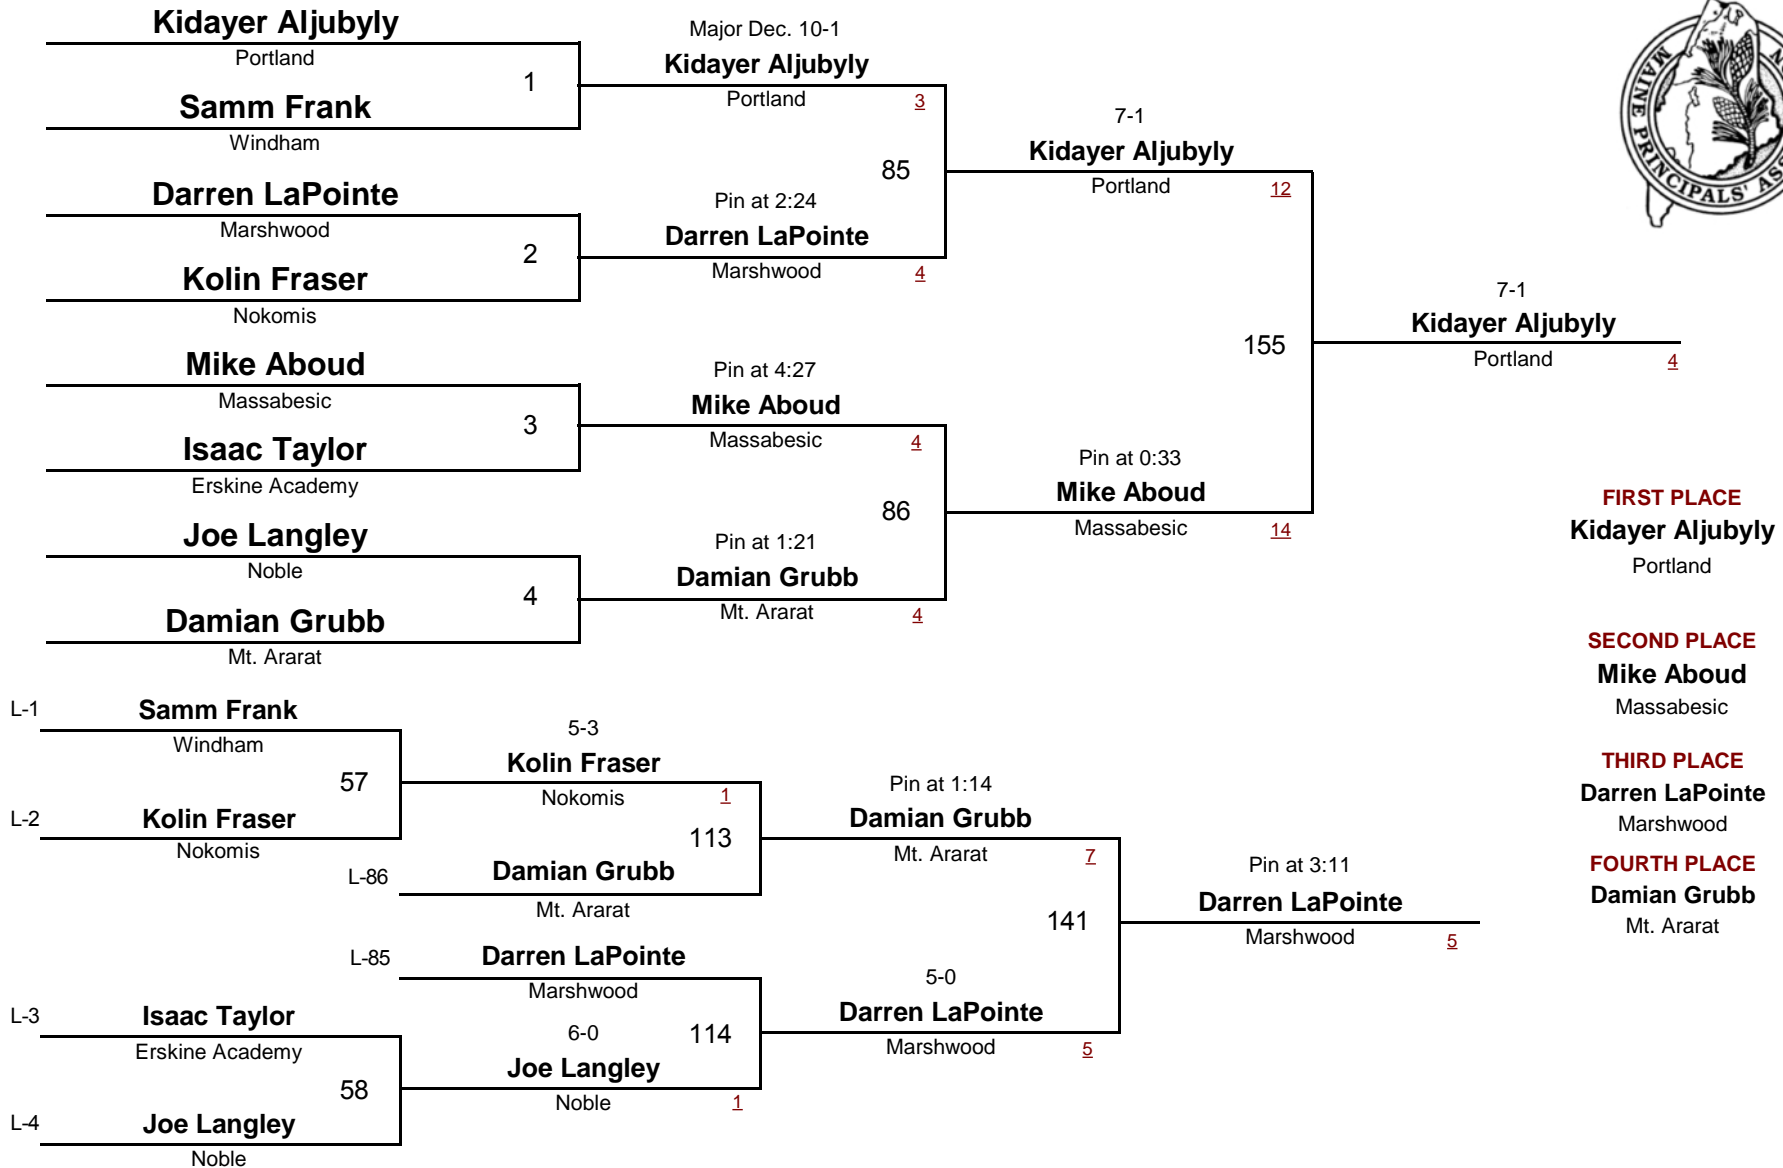 Kidayer Aljubyly
Portland
1
Samm Frank
Windham
Darren LaPointe
Marshwood
2
Kolin Fraser
Nokomis
Mike Aboud
Massabesic
3
Isaac Taylor
Erskine Academy
Joe Langley
Noble
4
Damian Grubb
Mt. Ararat
Major Dec. 10-1
Kidayer Aljubyly
Portland 3
85
Pin at 2:24
Darren LaPointe
Marshwood 4
Pin at 4:27
Mike Aboud
Massabesic 4
86
Pin at 1:21
Damian Grubb
Mt. Ararat 4
7-1
Kidayer Aljubyly
Portland 12
155
Pin at 0:33
Mike Aboud
Massabesic 14
7-1
Kidayer Aljubyly
Portland 4
MAINE PRINCIPALS' ASS
FIRST PLACE
Kidayer Aljubyly
Portland
SECOND PLACE
Mike Aboud
Massabesic
THIRD PLACE
Darren LaPointe
Marshwood
FOURTH PLACE
Damian Grubb
Mt. Ararat
L-1 Samm Frank
Windham
57
L-2 Kolin Fraser
Nokomis
5-3
Kolin Fraser
Nokomis 1
113
L-86 Damian Grubb
Mt. Ararat
L-85 Darren LaPointe
Marshwood
114
6-0
Joe Langley
Noble 1
L-3 Isaac Taylor
Erskine Academy
58
L-4 Joe Langley
Noble
Pin at 1:14
Damian Grubb
Mt. Ararat 7
141
5-0
Darren LaPointe
Marshwood 5
Pin at 3:11
Darren LaPointe
Marshwood 5